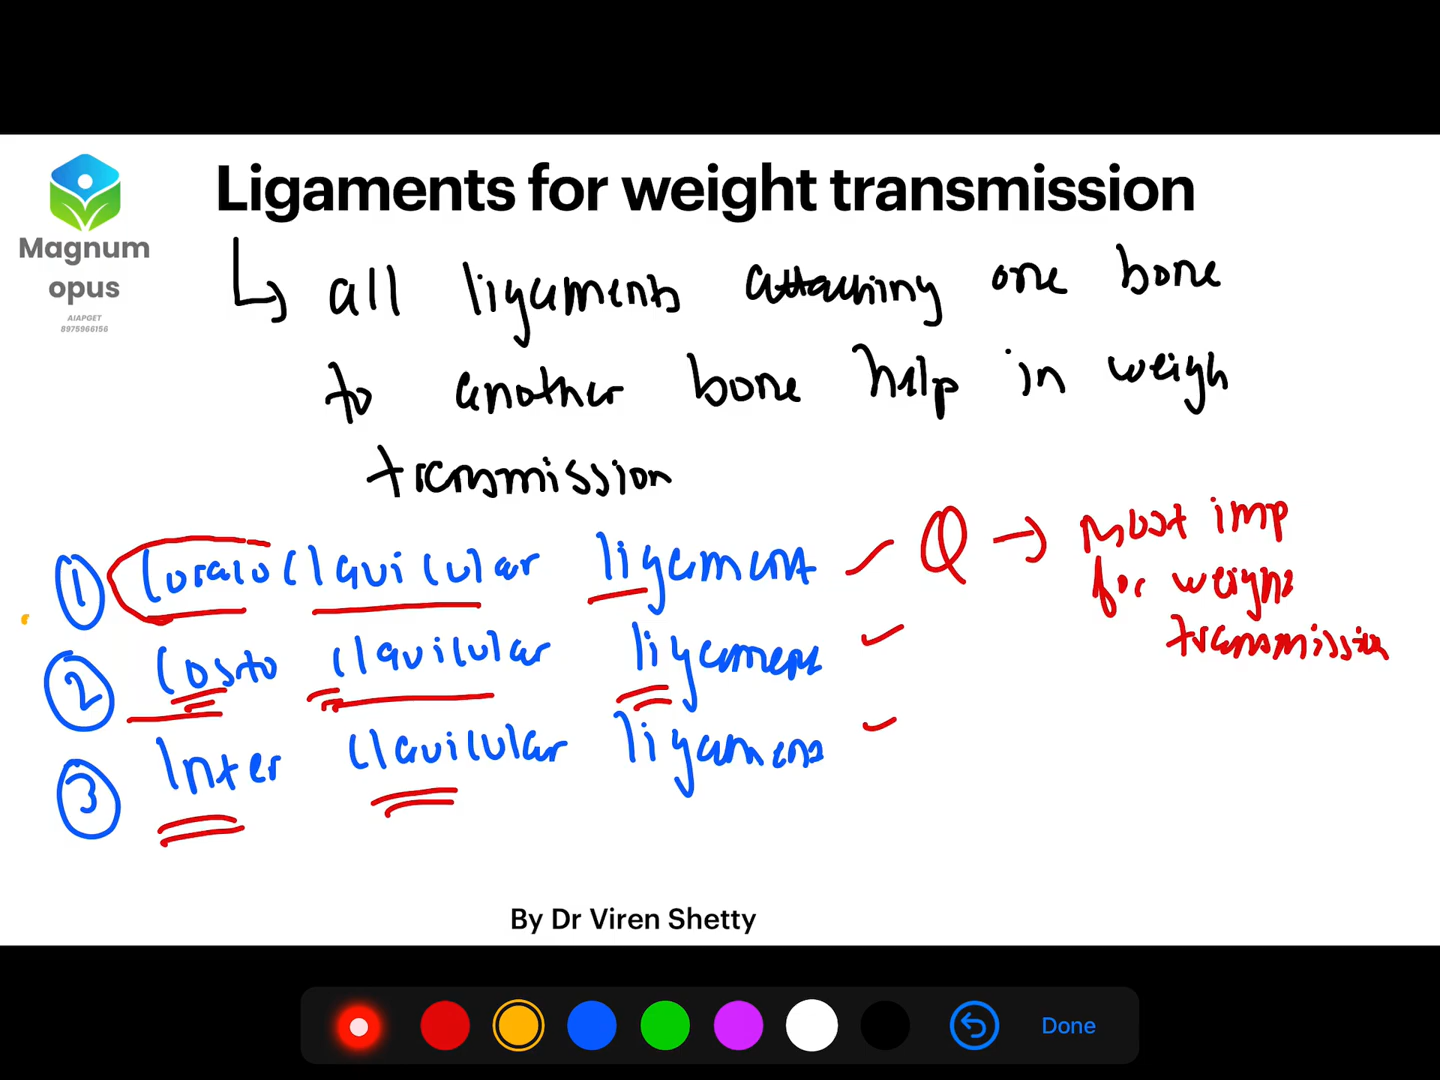 Ligaments for weight transmission
Magnum
opus
AIAPGET
8975966156
all ligaments attaching one bone
to another bone help in weigh
transmission
① Coraco clavicular ligament Q → Most imp
for weight
transmission
② Costo clavicular ligament
③ Inter clavicular ligament
By Dr Viren Shetty
Done